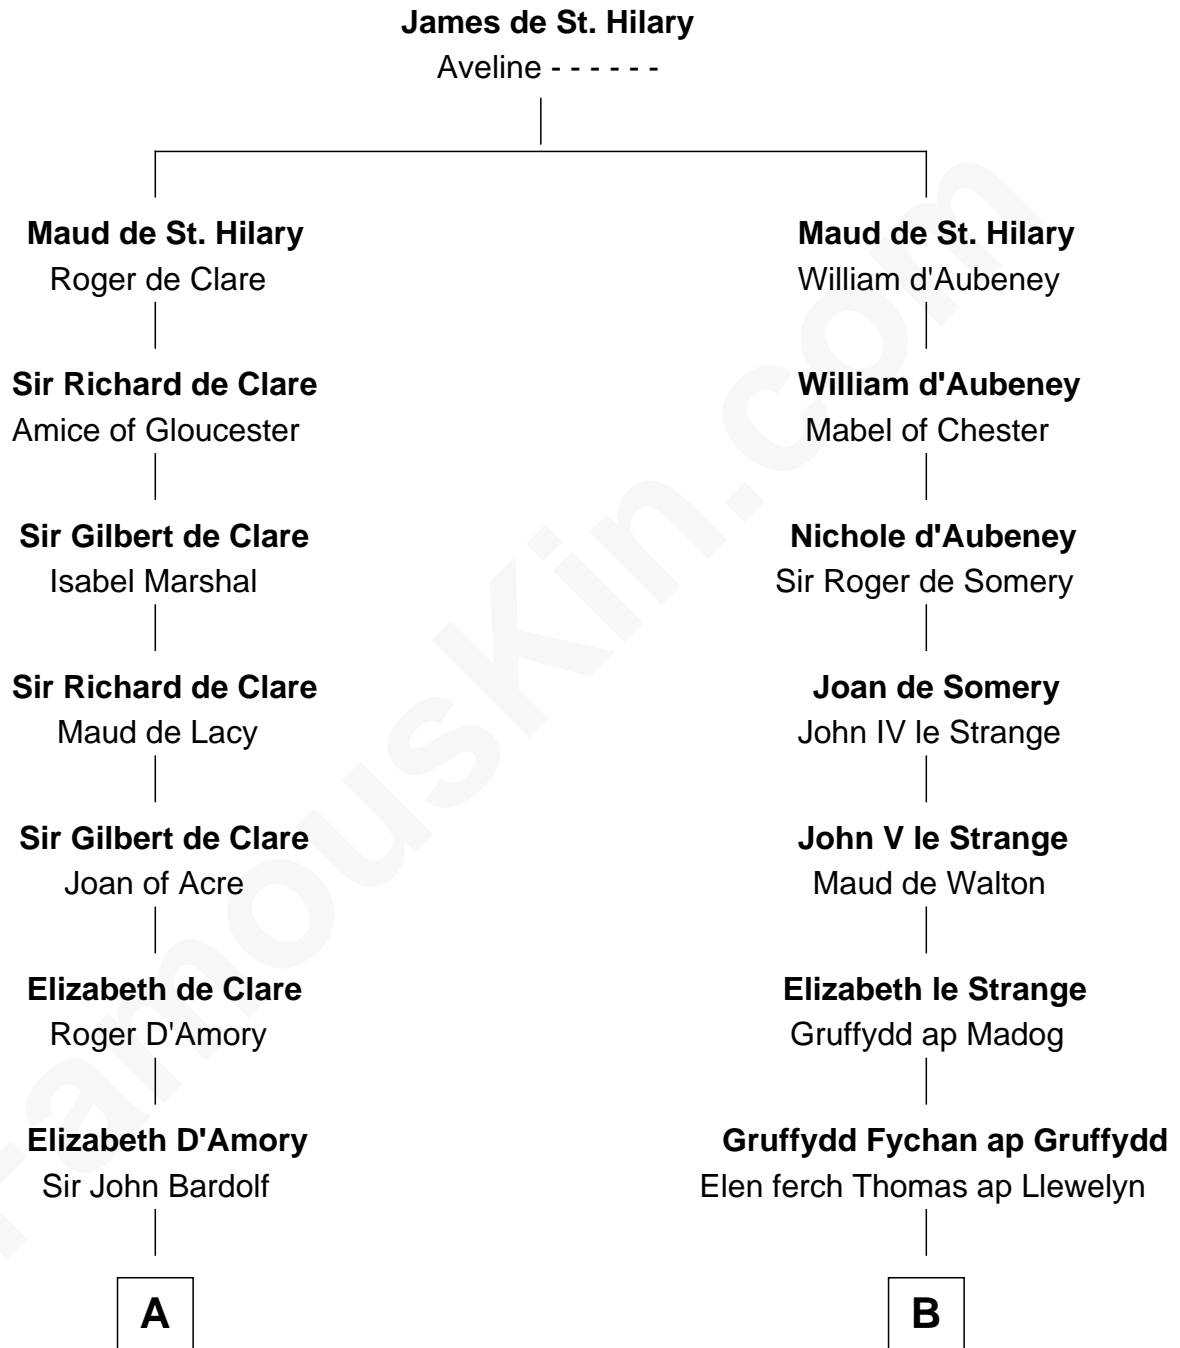 James de St. Hilary
Aveline - - - - - -
Maud de St. Hilary
Roger de Clare
Sir Richard de Clare
Amice of Gloucester
Sir Gilbert de Clare
Isabel Marshal
Sir Richard de Clare
Maud de Lacy
Sir Gilbert de Clare
Joan of Acre
Elizabeth de Clare
Roger D'Amory
Elizabeth D'Amory
Sir John Bardolf
A
Maud de St. Hilary
William d'Aubeney
William d'Aubeney
Mabel of Chester
Nichole d'Aubeney
Sir Roger de Somery
Joan de Somery
John IV le Strange
John V le Strange
Maud de Walton
Elizabeth le Strange
Gruffydd ap Madog
Gruffydd Fychan ap Gruffydd
Elen ferch Thomas ap Llewelyn
B
FamousKin.com